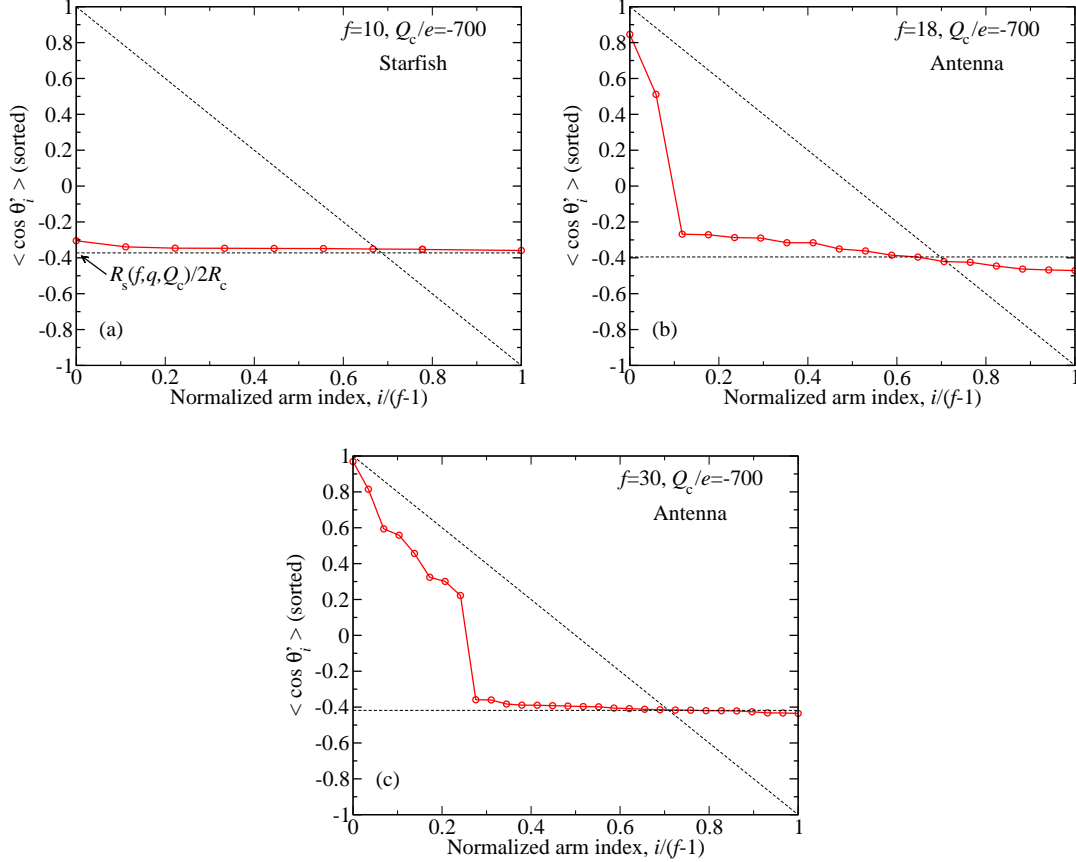 f=10, Q_c/e=-700
Starfish
1
0.8
0.6
0.4
0.2
0
-0.2
-0.4
-0.6
-0.8
-1
< cos θ'_i > (sorted)
R_s(f,q,Q_c)/2R_c
(a)
0 0.2 0.4 0.6 0.8 1
Normalized arm index, i/(f-1)
f=18, Q_c/e=-700
Antenna
1
0.8
0.6
0.4
0.2
0
-0.2
-0.4
-0.6
-0.8
-1
< cos θ'_i > (sorted)
(b)
0 0.2 0.4 0.6 0.8 1
Normalized arm index, i/(f-1)
f=30, Q_c/e=-700
Antenna
1
0.8
0.6
0.4
0.2
0
-0.2
-0.4
-0.6
-0.8
-1
< cos θ'_i > (sorted)
(c)
0 0.2 0.4 0.6 0.8 1
Normalized arm index, i/(f-1)